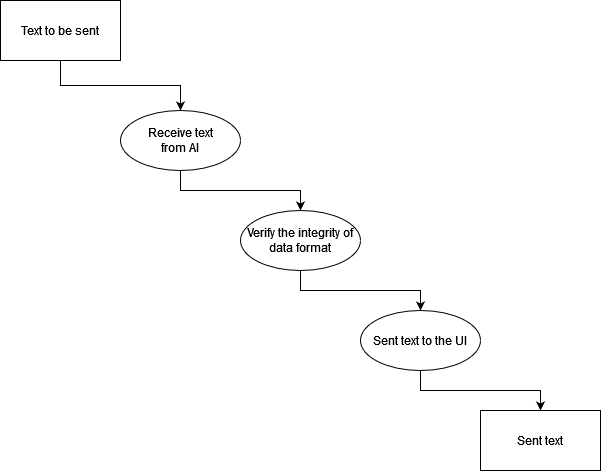 Text to be sent
Receive text
from AI
Verify the integrity of
data format
Sent text to the UI
Sent text